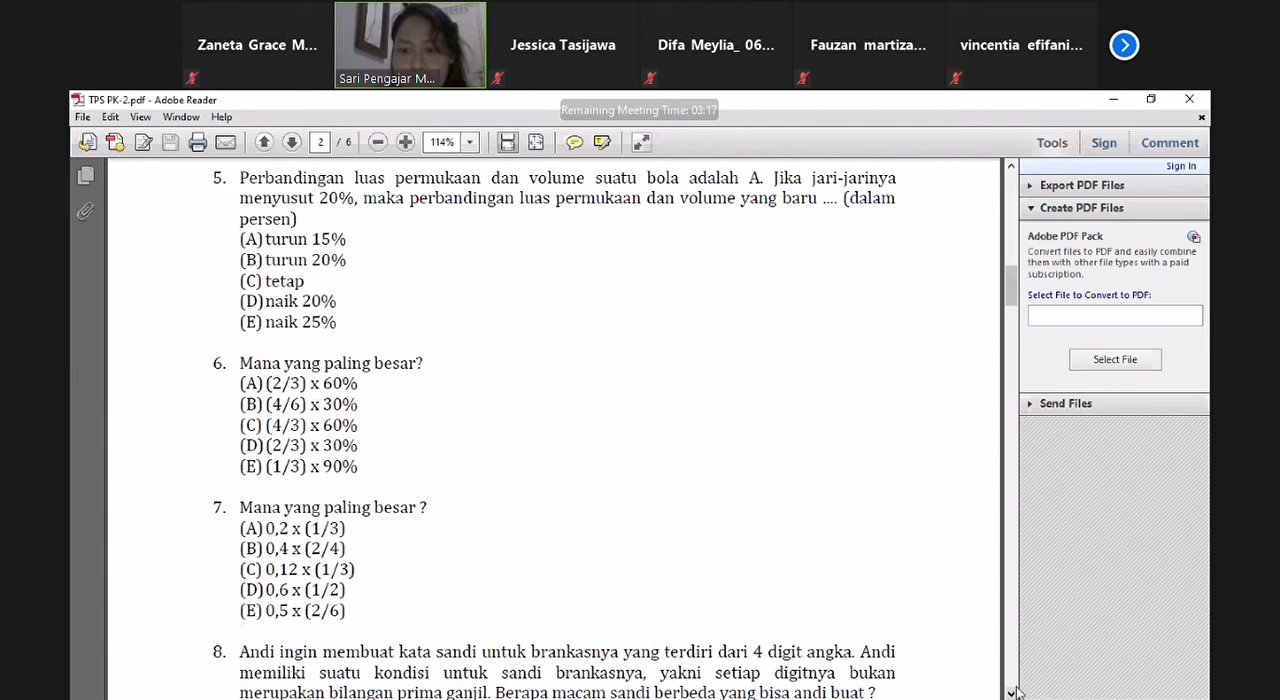 Zaneta Grace M...
Sari Pengajar M...
Jessica Tasijawa
Difa Meylia_ 06...
Fauzan martiza...
vincentia efifani...
TPS PK-2.pdf - Adobe Reader
Remaining Meeting Time: 03:17
File Edit View Window Help
2 / 6 114% Tools Sign Comment
Sign In
5. Perbandingan luas permukaan dan volume suatu bola adalah A. Jika jari-jarinya
menyusut 20%, maka perbandingan luas permukaan dan volume yang baru .... (dalam
persen)
(A) turun 15%
(B) turun 20%
(C) tetap
(D) naik 20%
(E) naik 25%
6. Mana yang paling besar?
(A) (2/3) x 60%
(B) (4/6) x 30%
(C) (4/3) x 60%
(D) (2/3) x 30%
(E) (1/3) x 90%
7. Mana yang paling besar ?
(A) 0,2 x (1/3)
(B) 0,4 x (2/4)
(C) 0,12 x (1/3)
(D) 0,6 x (1/2)
(E) 0,5 x (2/6)
8. Andi ingin membuat kata sandi untuk brankasnya yang terdiri dari 4 digit angka. Andi
memiliki suatu kondisi untuk sandi brankasnya, yakni setiap digitnya bukan
merupakan bilangan prima ganjil. Berapa macam sandi berbeda yang bisa andi buat ?
Export PDF Files
Create PDF Files
Adobe PDF Pack
Convert files to PDF and easily combine
them with other file types with a paid
subscription.
Select File to Convert to PDF:
Select File
Send Files